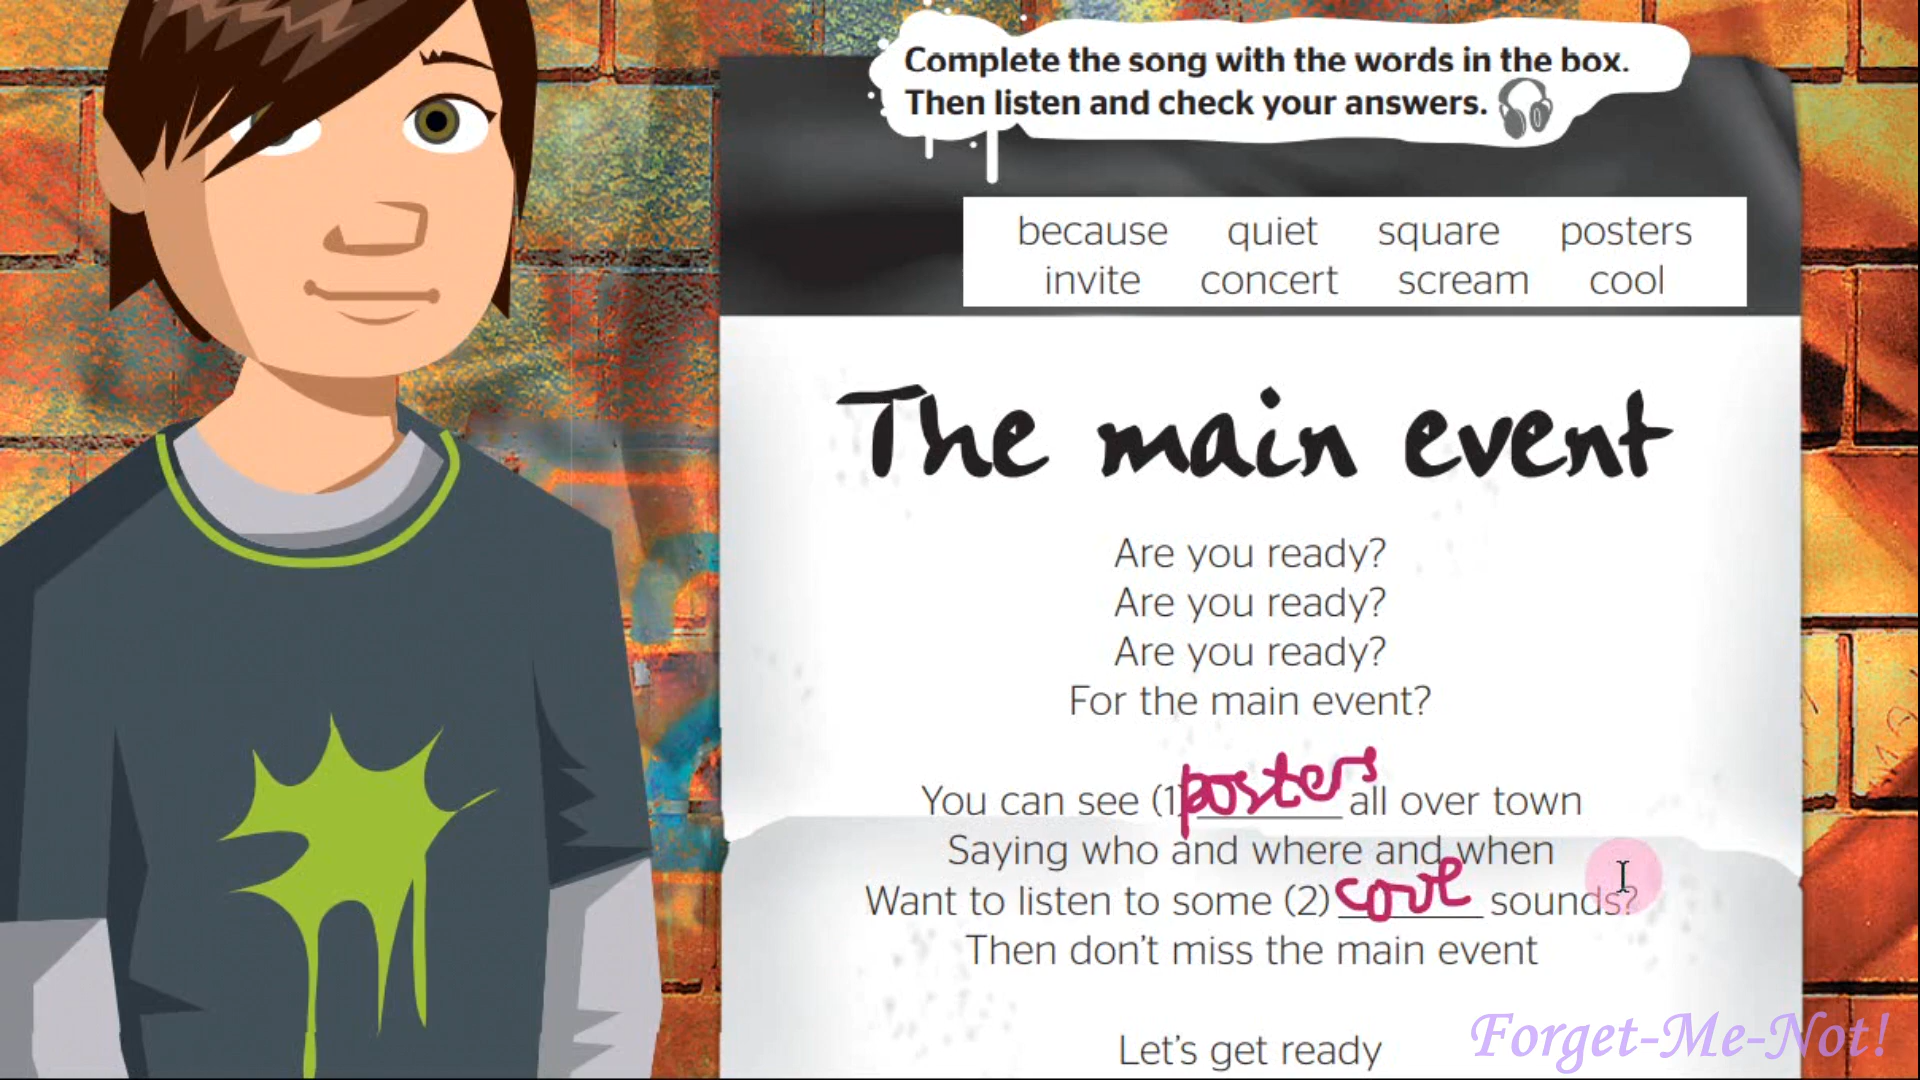 Complete the song with the words in the box.
Then listen and check your answers.
because quiet square posters
invite concert scream cool
The main event
Are you ready?
Are you ready?
Are you ready?
For the main event?
You can see (1) posters all over town
Saying who and where and when
Want to listen to some (2) cool sounds?
Then don't miss the main event
Let's get ready
Forget-Me-Not!